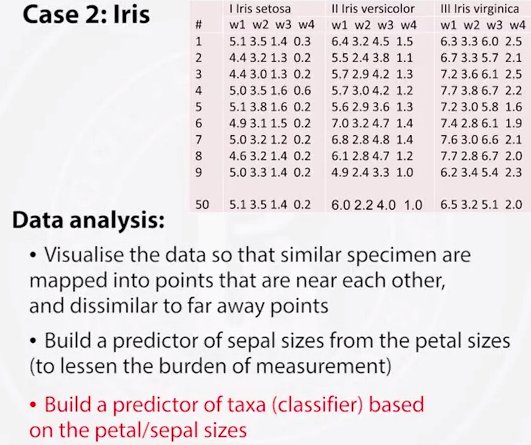 Case 2: Iris
I Iris setosa II Iris versicolor III Iris virginica
# w1 w2 w3 w4 w1 w2 w3 w4 w1 w2 w3 w4
1 5.1 3.5 1.4 0.3 6.4 3.2 4.5 1.5 6.3 3.3 6.0 2.5
2 4.4 3.2 1.3 0.2 5.5 2.4 3.8 1.1 6.7 3.3 5.7 2.1
3 4.4 3.0 1.3 0.2 5.7 2.9 4.2 1.3 7.2 3.6 6.1 2.5
4 5.0 3.5 1.6 0.6 5.7 3.0 4.2 1.2 7.7 3.8 6.7 2.2
5 5.1 3.8 1.6 0.2 5.6 2.9 3.6 1.3 7.2 3.0 5.8 1.6
6 4.9 3.1 1.5 0.2 7.0 3.2 4.7 1.4 7.4 2.8 6.1 1.9
7 5.0 3.2 1.2 0.2 6.8 2.8 4.8 1.4 7.6 3.0 6.6 2.1
8 4.6 3.2 1.4 0.2 6.1 2.8 4.7 1.2 7.7 2.8 6.7 2.0
9 5.0 3.3 1.4 0.2 4.9 2.4 3.3 1.0 6.2 3.4 5.4 2.3
50 5.1 3.5 1.4 0.2 6.0 2.2 4.0 1.0 6.5 3.2 5.1 2.0
Data analysis:
• Visualise the data so that similar specimen are
mapped into points that are near each other,
and dissimilar to far away points
• Build a predictor of sepal sizes from the petal sizes
(to lessen the burden of measurement)
• Build a predictor of taxa (classifier) based
on the petal/sepal sizes